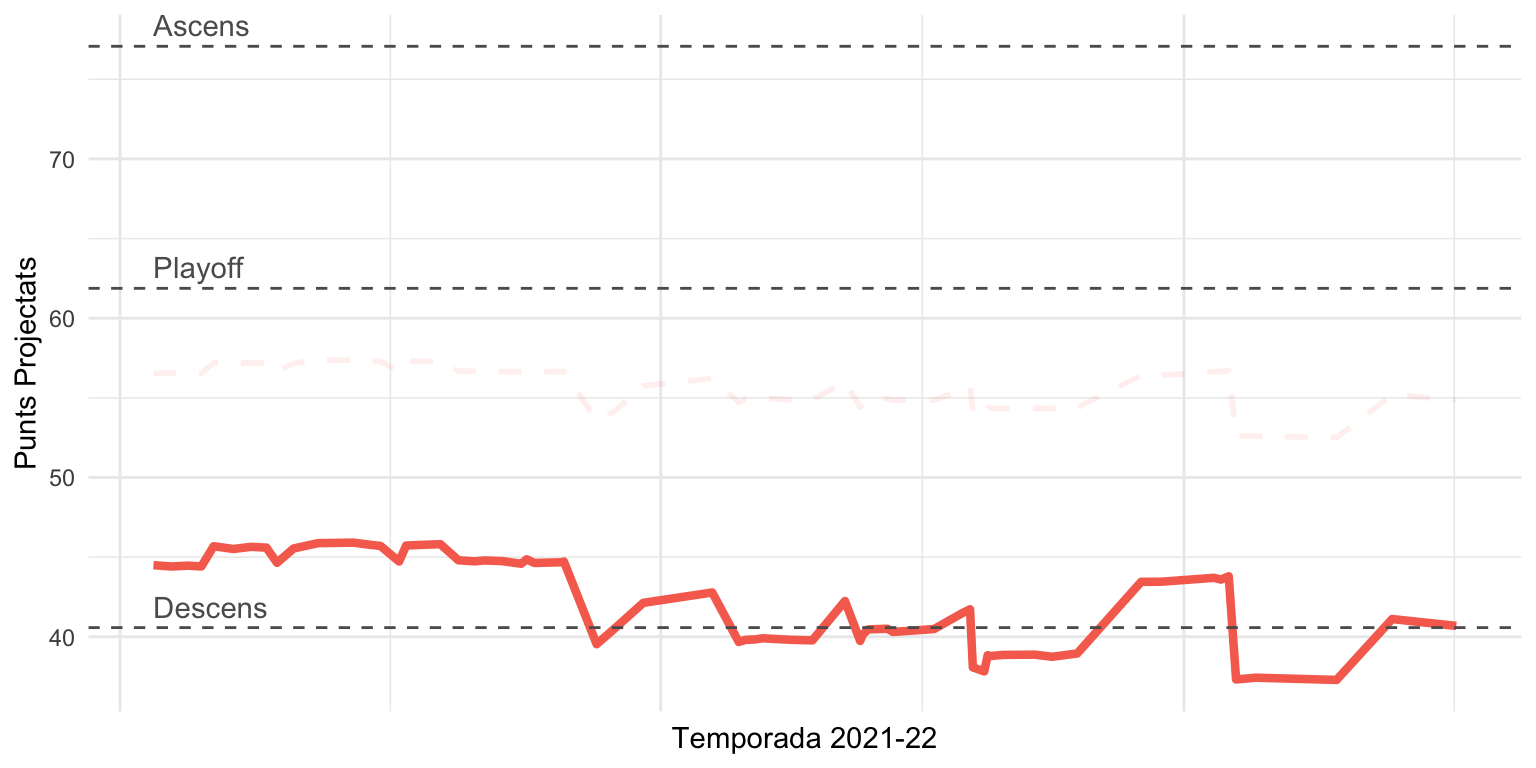 Ascens
70
Playoff
60
Punts Projectats
50
Descens
40
Temporada 2021-22